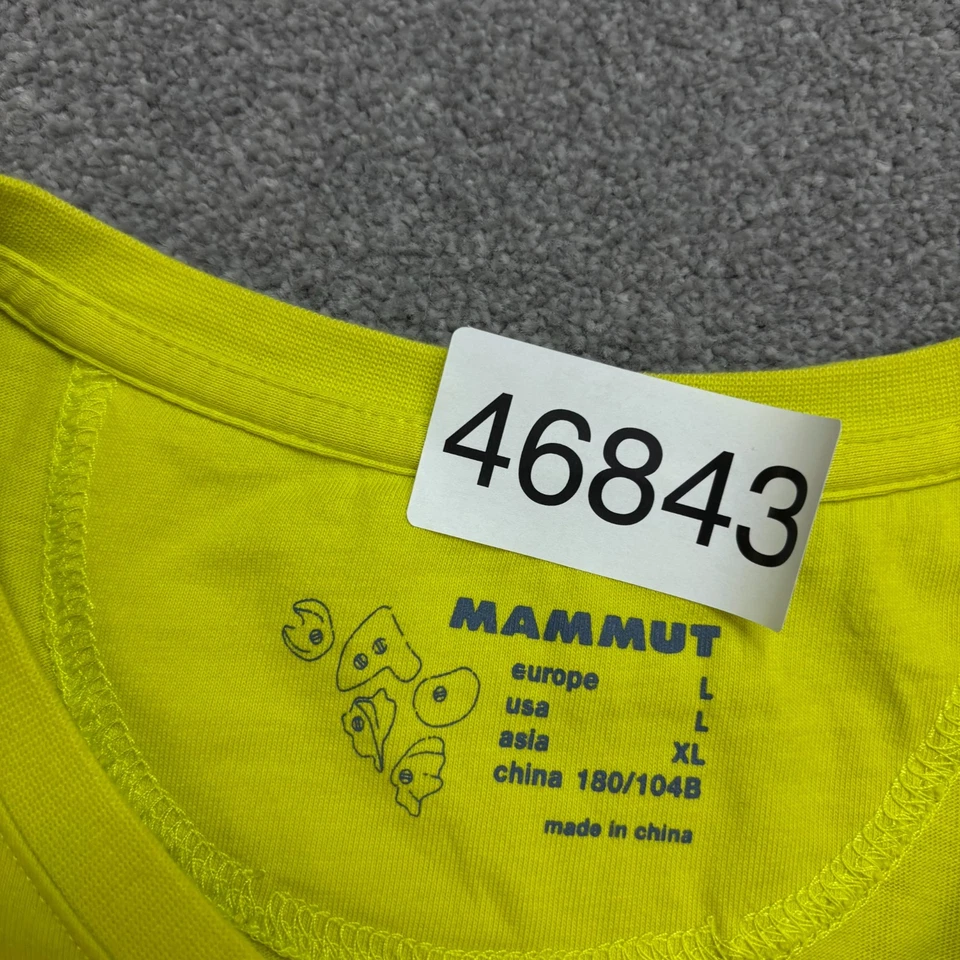 46843
MAMMUT
europe L
usa L
asia XL
china 180/104B
made in china